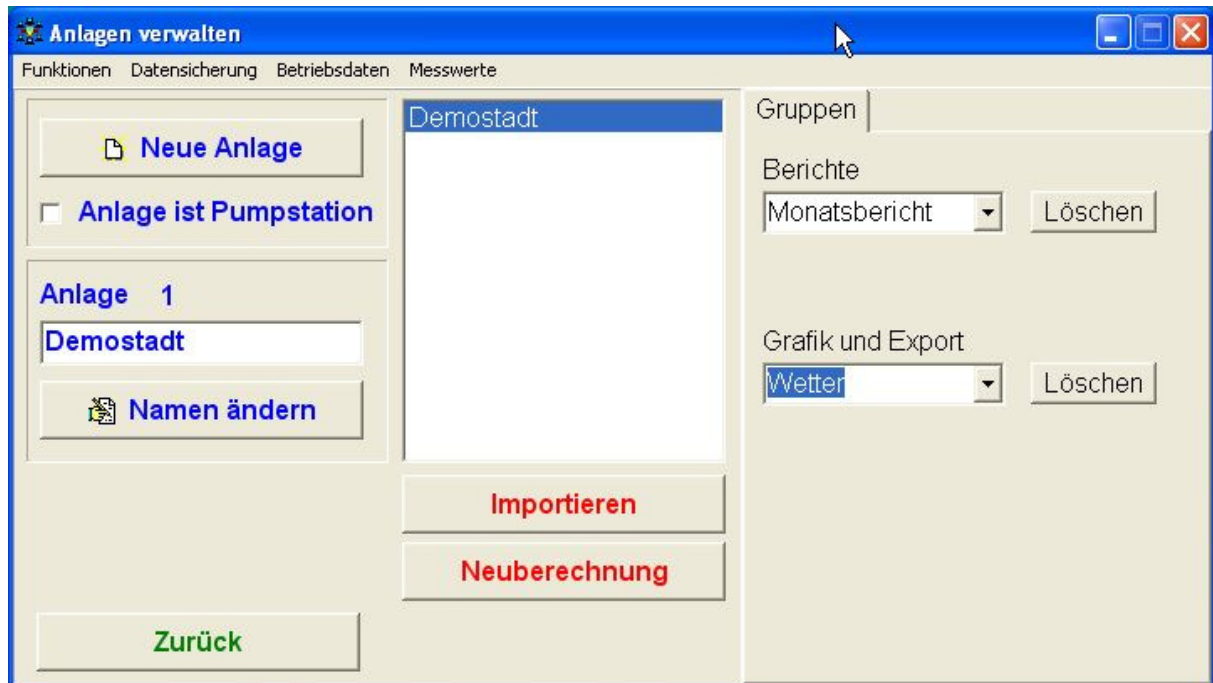 Anlagen verwalten
Funktionen Datensicherung Betriebsdaten Messwerte
Neue Anlage
Anlage ist Pumpstation
Anlage 1
Demostadt
Namen ändern
Zurück
Demostadt
Importieren
Neuberechnung
Gruppen
Berichte
Monatsbericht Löschen
Grafik und Export
Wetter Löschen